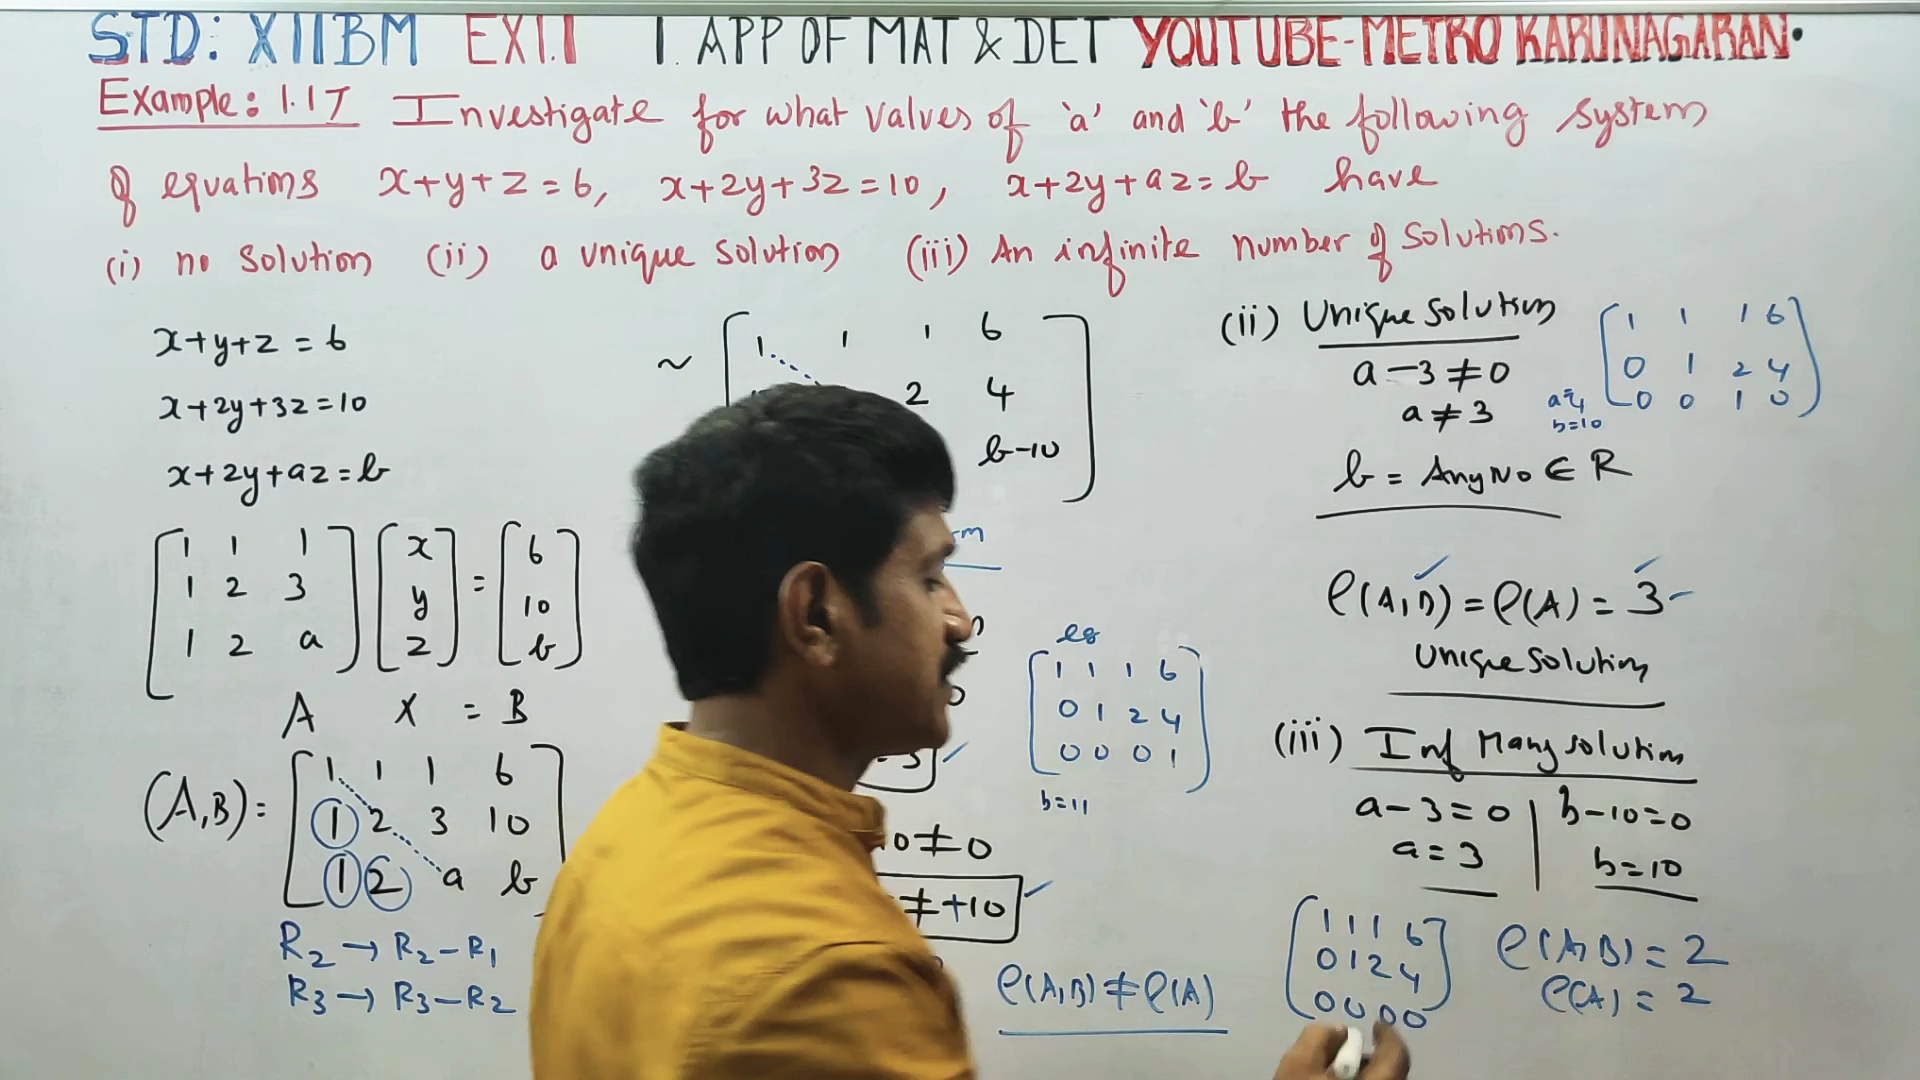 STD: XII BM EX 1.1 1. APP OF MAT & DET YOUTUBE-METRO KARUNAGARAN.
Example: 1.17 Investigate for what valves of 'a' and 'b' the following system
of equations x+y+z=6, x+2y+3z=10, x+2y+az=b have
(i) no solution (ii) a unique solution (iii) An infinite number of solutions.
x+y+z=6
x+2y+3z=10
x+2y+az=b
1 1 1 x = 6
1 2 3 y 10
1 2 a z b
A X = B
(A,B)= 1 1 1 6
1 2 3 10
1 2 a b
R2 → R2-R1
R3 → R3-R2
~ 1 1 1 6
2 4
b-10
≠0
≠+10
ρ(A,B)≠ρ(A)
eg
1 1 1 6
0 1 2 4
0 0 0 1
b=11
(ii) Unique solution
a-3≠0
a≠3
b = Any No ∈ R
a=4
b=10
1 1 1 6
0 1 2 4
0 0 1 0
ρ(A,B)=ρ(A)=3
Unique solution
(iii) Inf Many solution
a-3=0 | b-10=0
a=3 | b=10
1 1 1 6
0 1 2 4
0 0 0 0
ρ(A,B)=2
ρ(A)=2